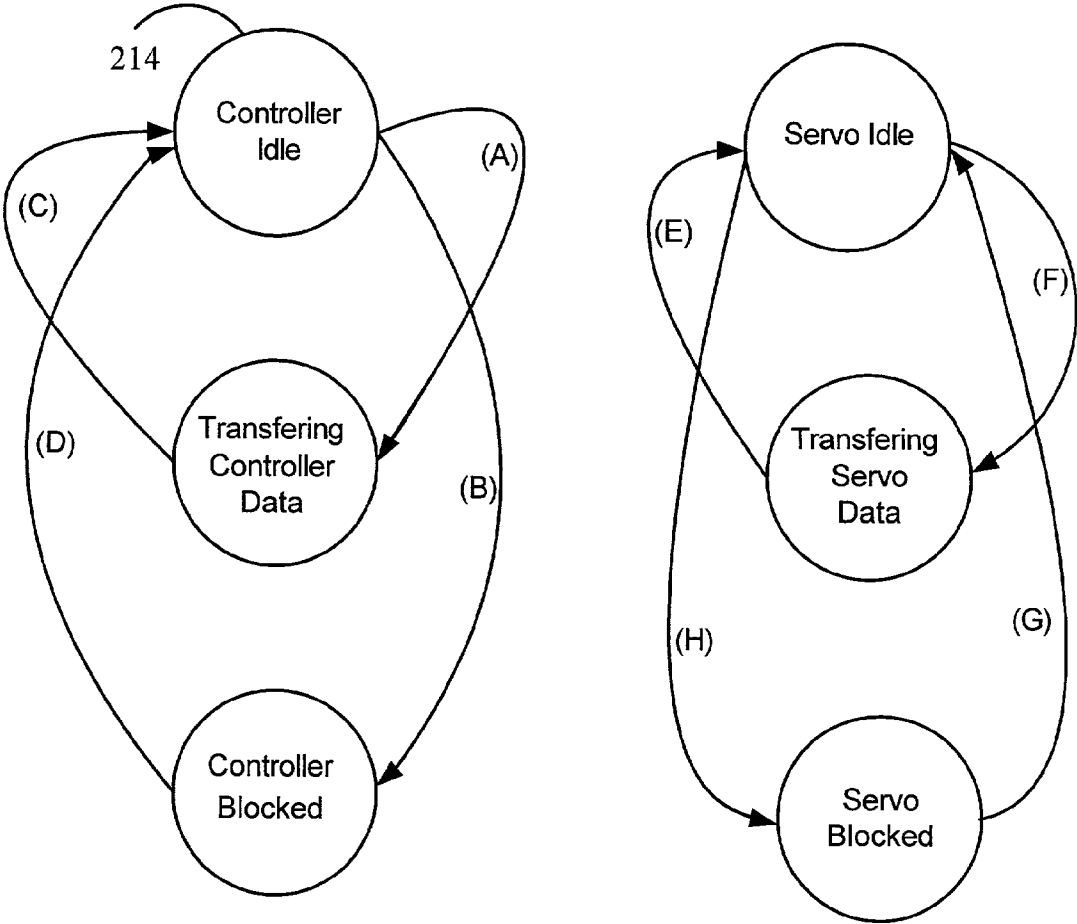 214
Controller
Idle
(A)
(C)
Transfering
Controller
Data
(D)
(B)
Controller
Blocked
Servo Idle
(E)
(F)
Transfering
Servo
Data
(H)
(G)
Servo
Blocked